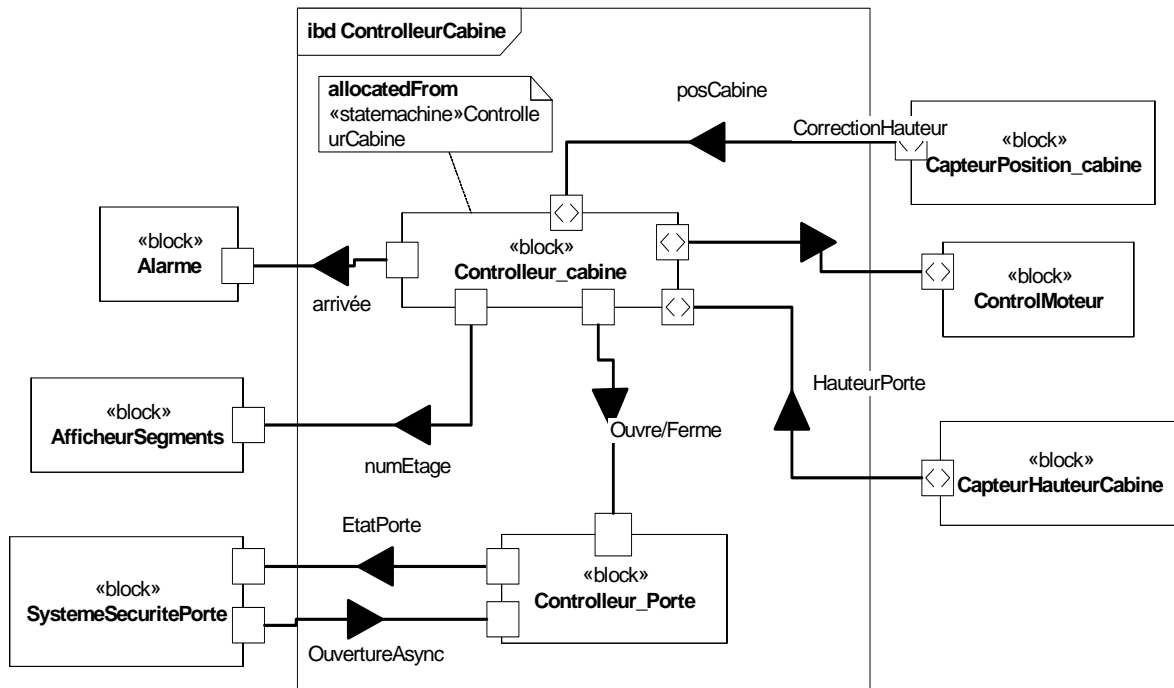 ibd ControlleurCabine
allocatedFrom
«statemachine»Controlle
urCabine
posCabine
CorrectionHauteur
«block»
CapteurPosition_cabine
«block»
Alarme
«block»
Controlleur_cabine
«block»
ControlMoteur
arrivée
HauteurPorte
«block»
AfficheurSegments
Ouvre/Ferme
numEtage
«block»
CapteurHauteurCabine
EtatPorte
«block»
SystemeSecuritePorte
«block»
Controlleur_Porte
OuvertureAsync